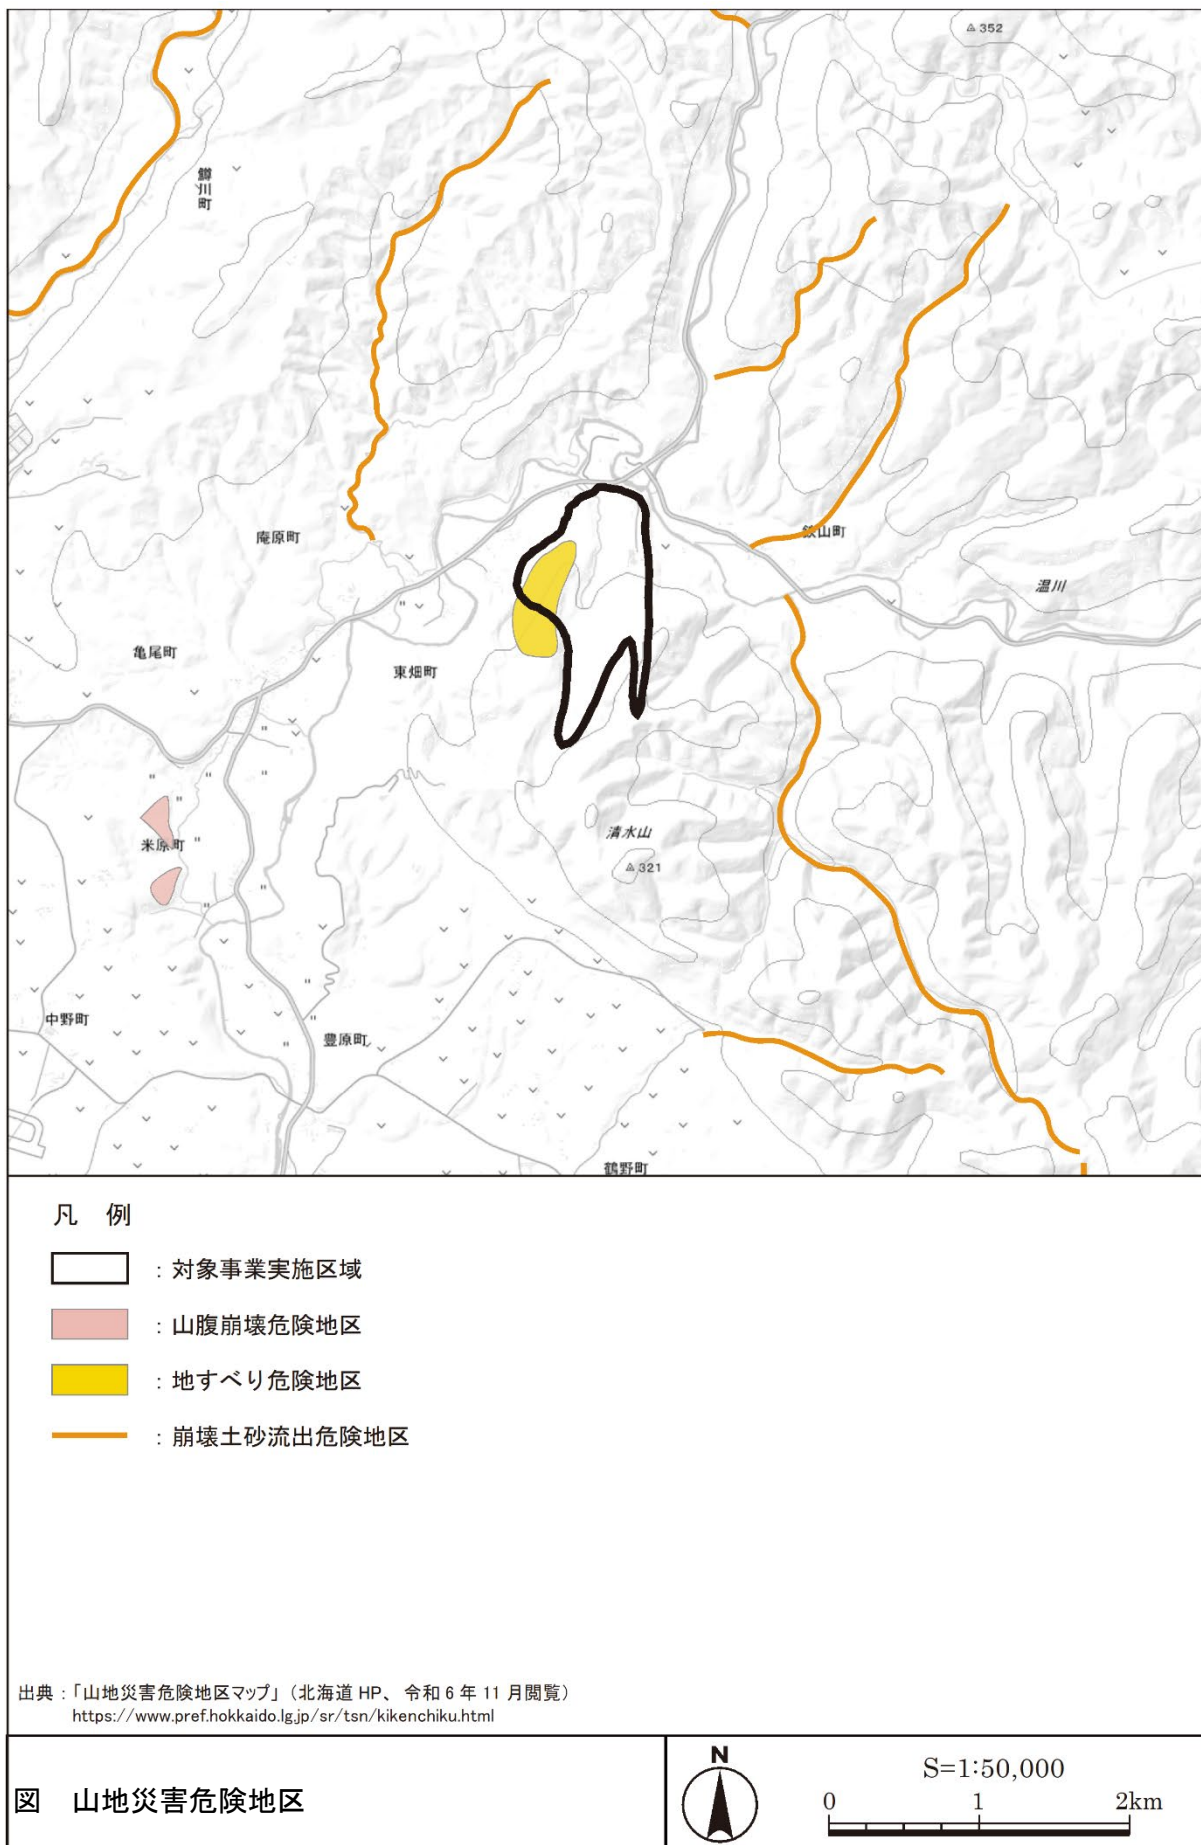 352
鱒川町
庵原町
鉄山町
温川
亀尾町
東畑町
清水山
米原町
321
中野町
豊原町
鶴野町
凡 例
：対象事業実施区域
：山腹崩壊危険地区
：地すべり危険地区
：崩壊土砂流出危険地区
出典：「山地災害危険地区マップ」（北海道 HP、令和 6 年 11 月閲覧）
https://www.pref.hokkaido.lg.jp/sr/tsn/kikenchiku.html
図 山地災害危険地区
N
S=1:50,000
0 1 2km